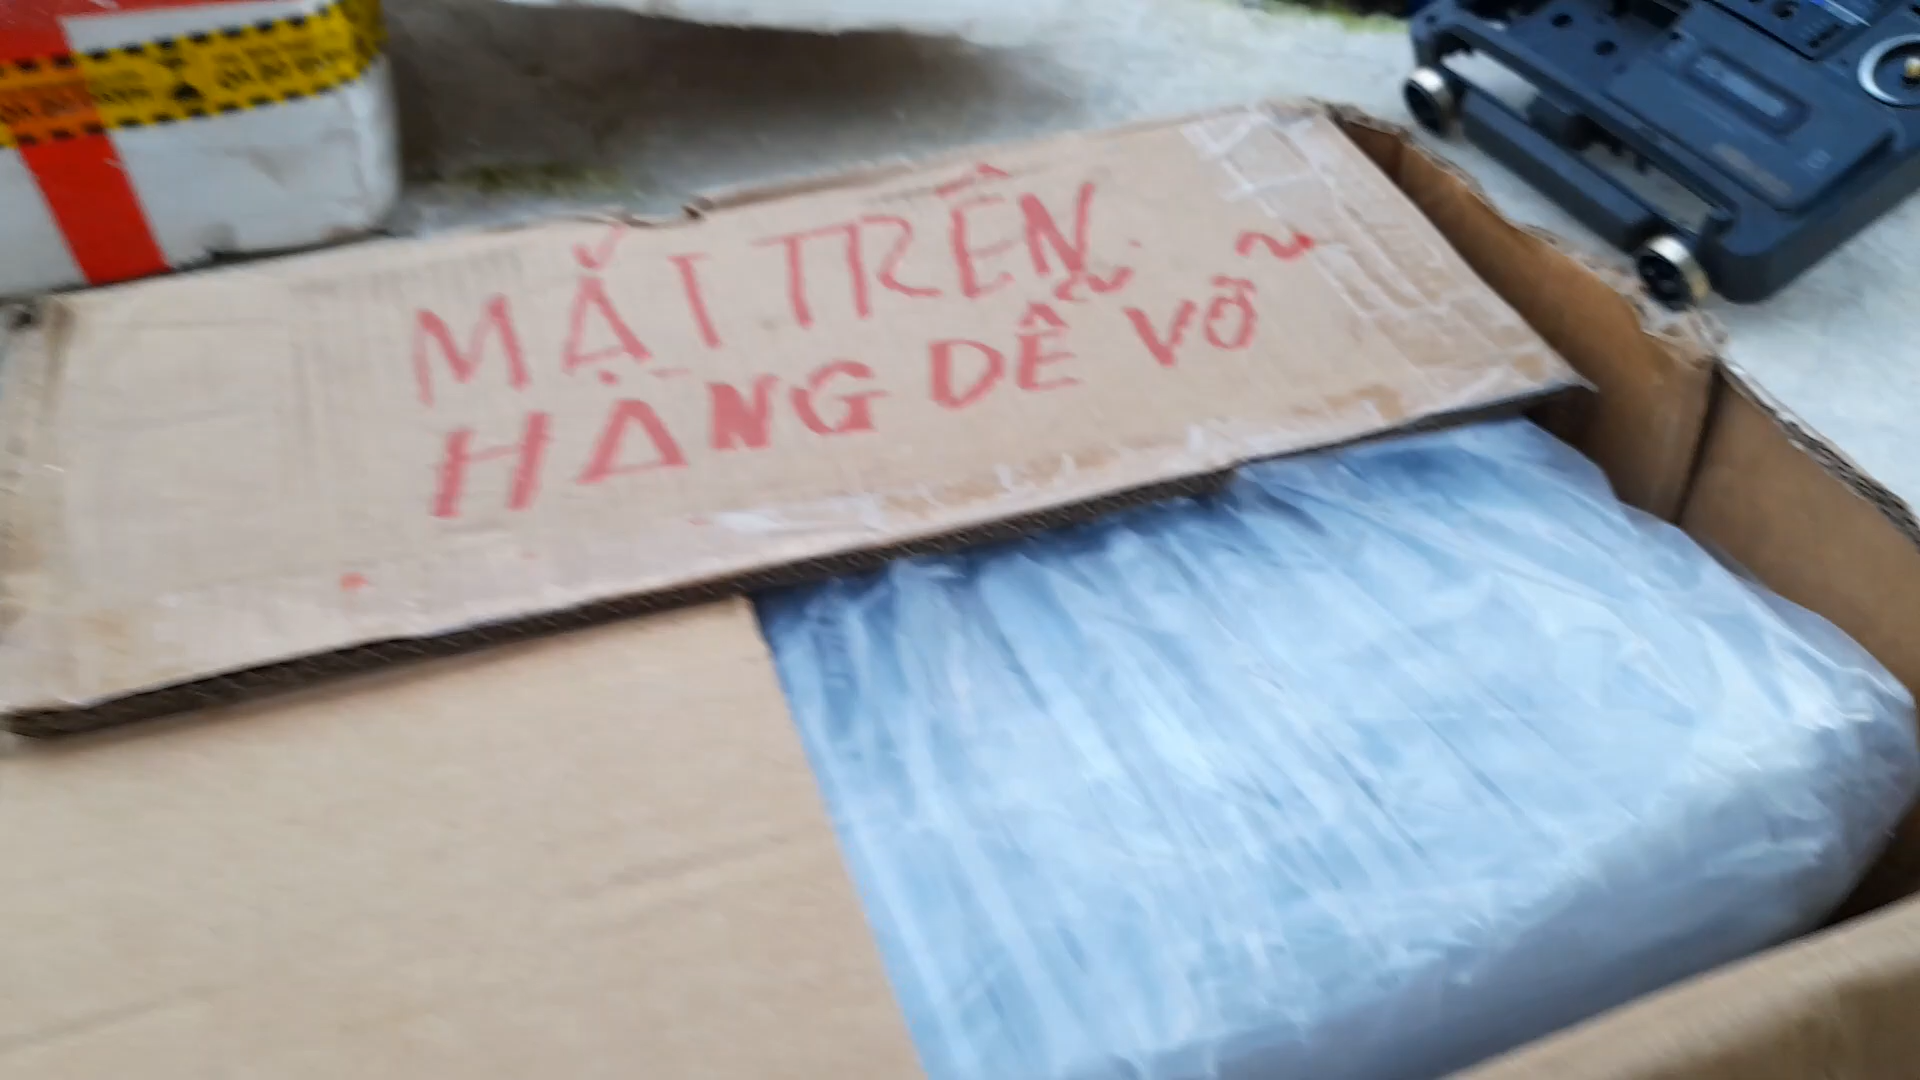 MẶT TRÊN.
HÀNG DỄ VỠ